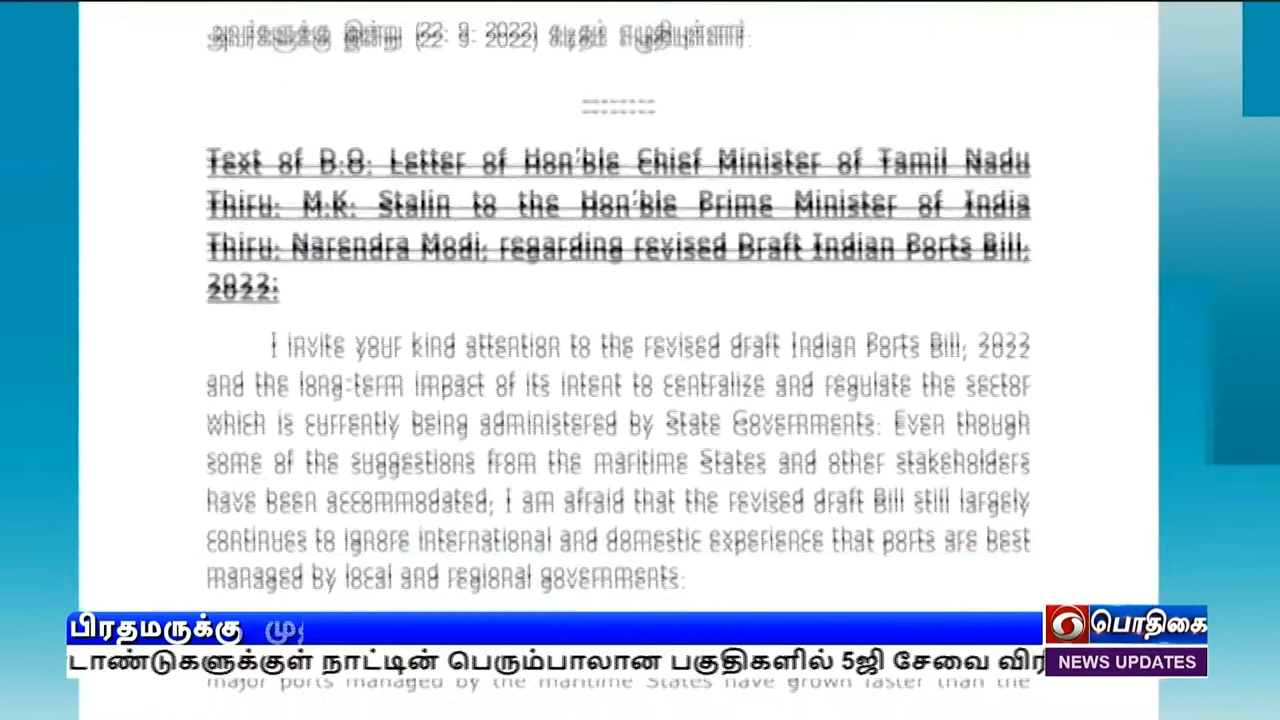 அவர்களுக்கு இன்று (22-9-2022) கடிதம் எழுதியுள்ளார்.
========
Text of D.O. Letter of Hon'ble Chief Minister of Tamil Nadu
Thiru. M.K. Stalin to the Hon'ble Prime Minister of India
Thiru. Narendra Modi, regarding revised Draft Indian Ports Bill,
2022:
I invite your kind attention to the revised draft Indian Ports Bill, 2022
and the long-term impact of its intent to centralize and regulate the sector
which is currently being administered by State Governments. Even though
some of the suggestions from the maritime States and other stakeholders
have been accommodated, I am afraid that the revised draft Bill still largely
continues to ignore international and domestic experience that ports are best
managed by local and regional governments.
பிரதமருக்கு
பொதிகை
டாண்டுகளுக்குள் நாட்டின் பெரும்பாலான பகுதிகளில் 5ஜி சேவை விர
NEWS UPDATES
major ports managed by the maritime States have grown faster than the